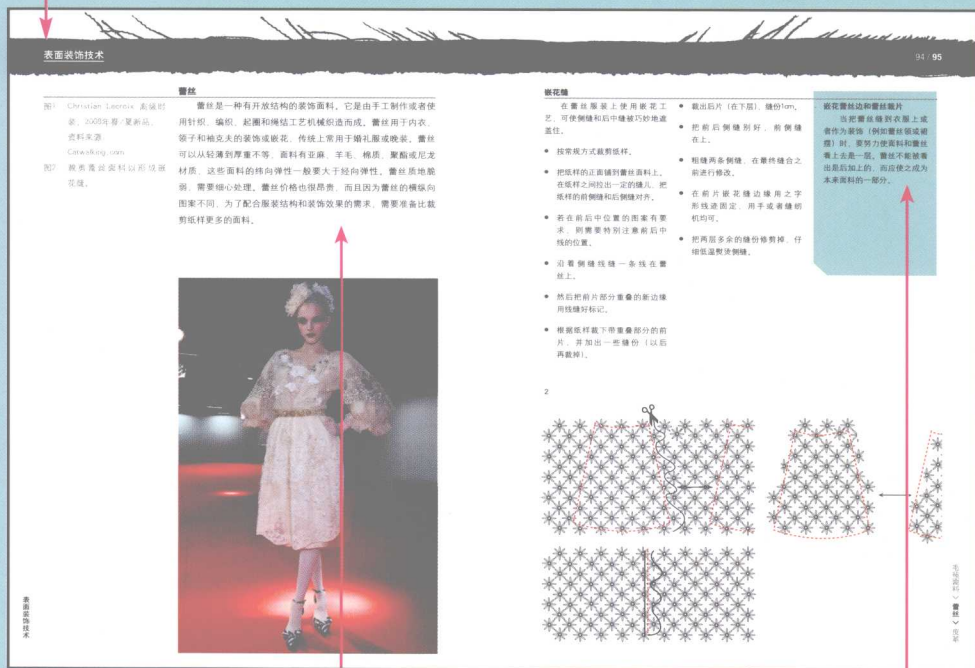 表面装饰技术
94 / 95
图1 Christian Lacroix 高级时
装，2008年春/夏新品。
资料来源：
Catwalking.com
图2 裁剪蕾丝面料以形成嵌
花缝。
蕾丝
蕾丝是一种有开放结构的装饰面料。它是由手工制作或者使
用针织、编织、起圈和绳结工艺机械织造而成。蕾丝用于内衣、
领子和袖克夫的装饰或嵌花，传统上常用于婚礼服或晚装。蕾丝
可以从轻薄到厚重不等，面料有亚麻、羊毛、棉质、聚酯或尼龙
材质，这些面料的纬向弹性一般要大于经向弹性。蕾丝质地脆
弱，需要细心处理。蕾丝价格也很昂贵，而且因为蕾丝的横纵向
图案不同，为了配合服装结构和装饰效果的需求，需要准备比裁
剪纸样更多的面料。
嵌花缝
在蕾丝服装上使用嵌花工
艺，可使侧缝和后中缝被巧妙地遮
盖住。
● 按常规方式裁剪纸样。
● 把纸样的正面铺到蕾丝面料上。
在纸样之间拉出一定的缝儿，把
纸样的前侧缝和后侧缝对齐。
● 若在前后中位置的图案有要
求，则需要特别注意前后中
线的位置。
● 沿着侧缝线缝一条线在蕾
丝上。
● 然后把前片部分重叠的新边缘
用线缝好标记。
● 根据纸样裁下带重叠部分的前
片，并加出一些缝份（以后
再裁掉）。
● 裁出后片（在下层），缝份1cm。
● 把前后侧缝别好，前侧缝
在上。
● 粗缝两条侧缝，在最终缝合之
前进行修改。
● 在前片嵌花缝边缘用之字
形线迹固定，用手或者缝纫
机均可。
● 把两层多余的缝份修剪掉，仔
细低温熨烫侧缝。
嵌花蕾丝边和蕾丝裁片
当把蕾丝缝到衣服上或
者作为装饰（例如蕾丝领或裙
摆）时，要努力使面料和蕾丝
看上去是一层。蕾丝不能被看
出是后加上的，而应使之成为
本来面料的一部分。
2
表面装饰技术
毛毡面料 > 蕾丝 > 皮革